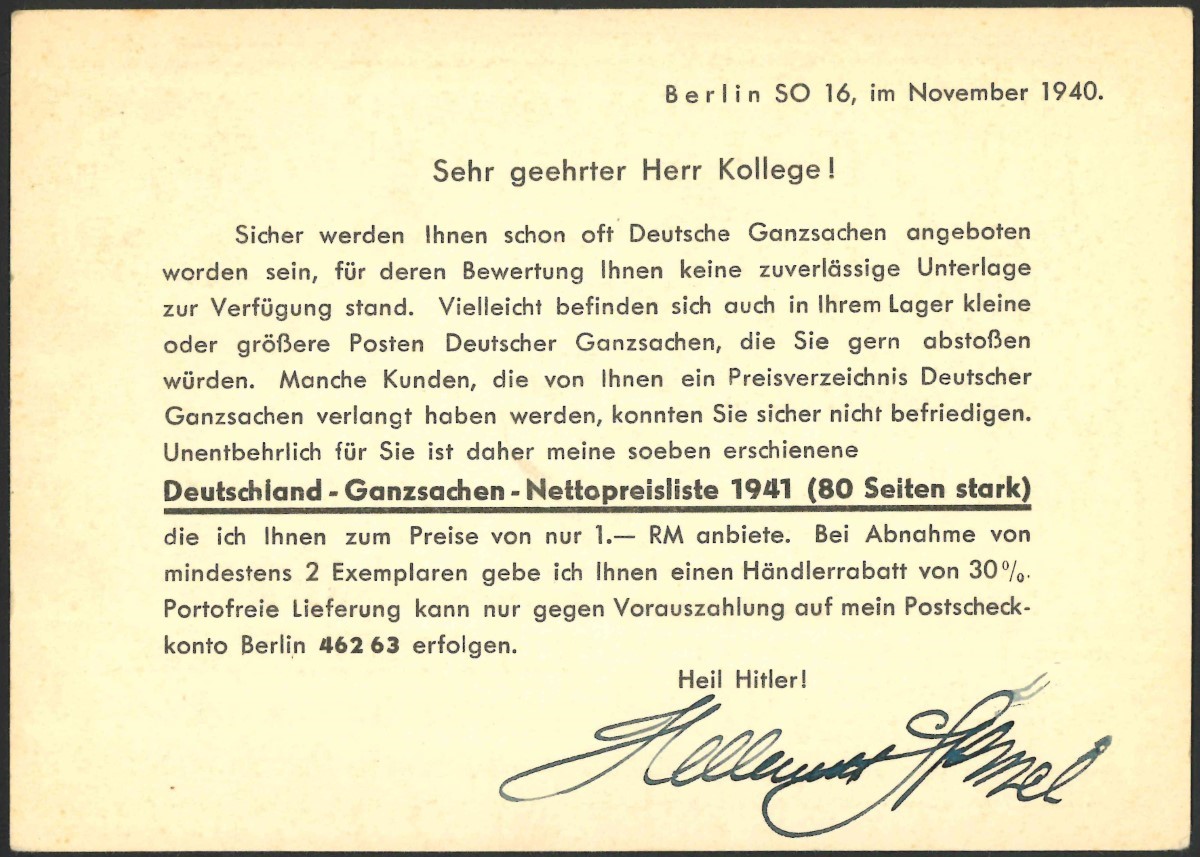 Berlin SO 16, im November 1940.
Sehr geehrter Herr Kollege!
Sicher werden Ihnen schon oft Deutsche Ganzsachen angeboten
worden sein, für deren Bewertung Ihnen keine zuverlässige Unterlage
zur Verfügung stand. Vielleicht befinden sich auch in Ihrem Lager kleine
oder größere Posten Deutscher Ganzsachen, die Sie gern abstoßen
würden. Manche Kunden, die von Ihnen ein Preisverzeichnis Deutscher
Ganzsachen verlangt haben werden, konnten Sie sicher nicht befriedigen.
Unentbehrlich für Sie ist daher meine soeben erschienene
Deutschland-Ganzsachen-Nettopreisliste 1941 (80 Seiten stark)
die ich Ihnen zum Preise von nur 1.— RM anbiete. Bei Abnahme von
mindestens 2 Exemplaren gebe ich Ihnen einen Händlerrabatt von 30%.
Portofreie Lieferung kann nur gegen Vorauszahlung auf mein Postscheck-
konto Berlin 462 63 erfolgen.
Heil Hitler!